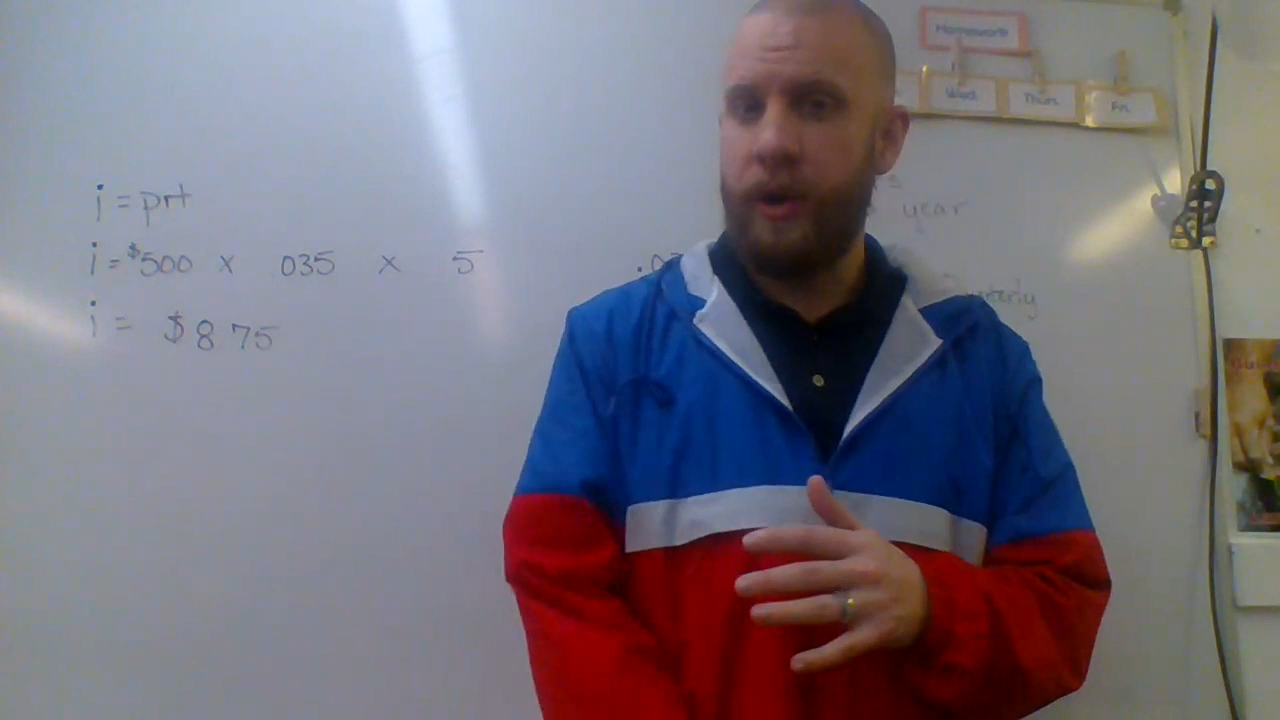 Homework
Wed.
Thurs.
Fri.
i = prt
year
i = $500 x .035 x 5
i = $8.75